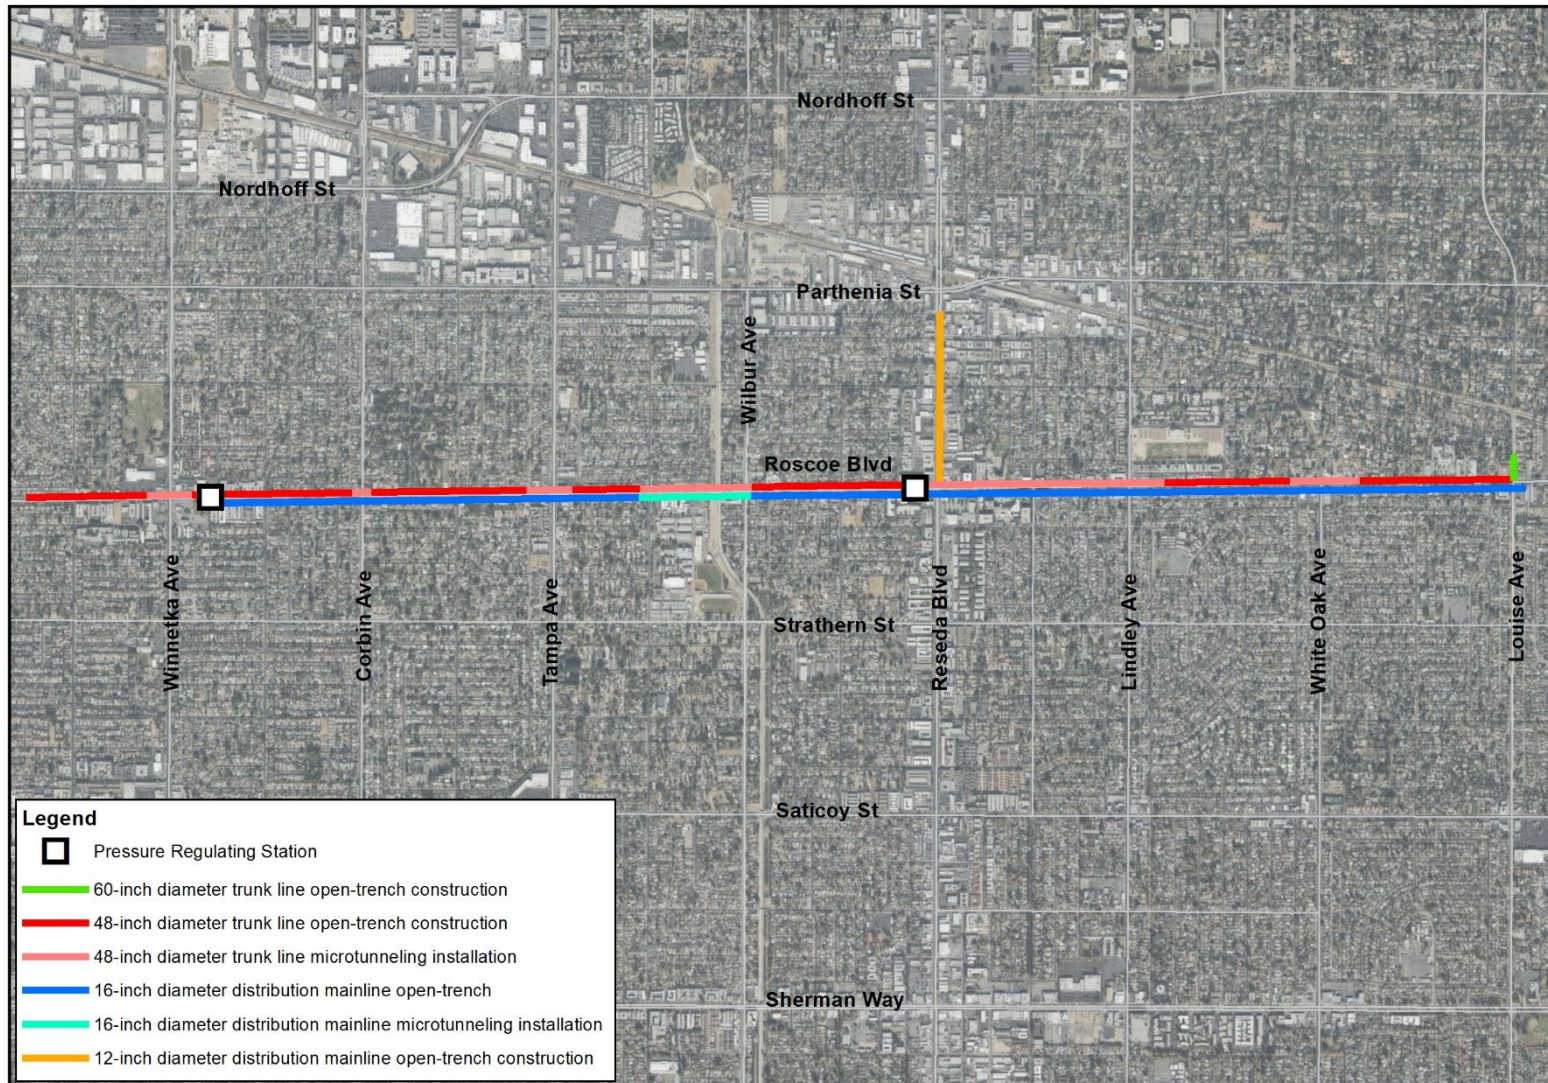 Nordhoff St
Nordhoff St
Parthenia St
Wilbur Ave
Roscoe Blvd
Winnetka Ave
Corbin Ave
Tampa Ave
Strathern St
Reseda Blvd
Lindley Ave
White Oak Ave
Louise Ave
Saticoy St
Sherman Way
Legend
Pressure Regulating Station
60-inch diameter trunk line open-trench construction
48-inch diameter trunk line open-trench construction
48-inch diameter trunk line microtunneling installation
16-inch diameter distribution mainline open-trench
16-inch diameter distribution mainline microtunneling installation
12-inch diameter distribution mainline open-trench construction